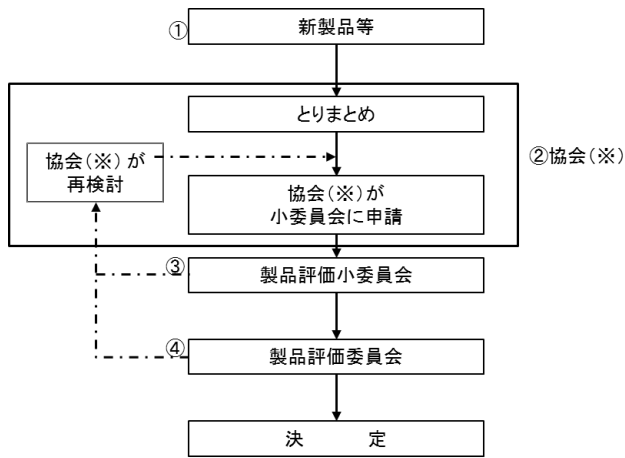 ① 新製品等
とりまとめ
②協会(※)
協会(※)が
再検討
協会(※)が
小委員会に申請
③ 製品評価小委員会
④ 製品評価委員会
決　　　定